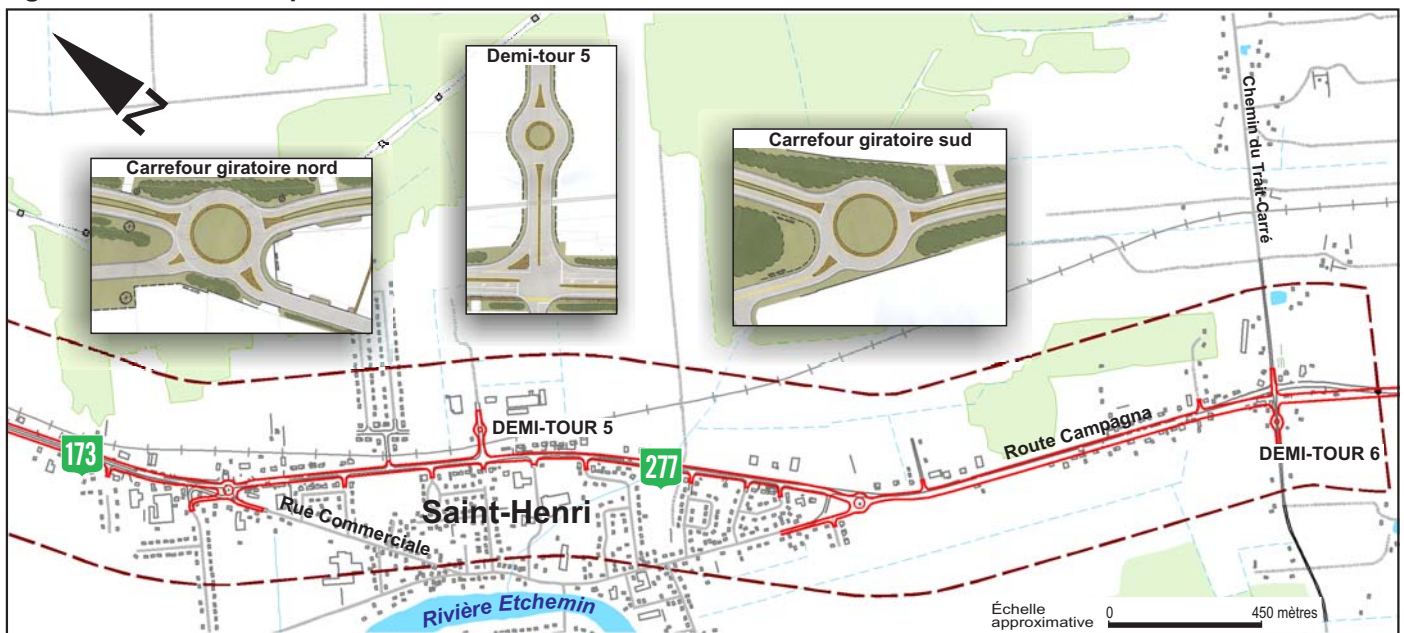 Demi-tour 5
Carrefour giratoire nord
Carrefour giratoire sud
Chemin du Trait-Carré
N
173
DEMI-TOUR 5
277
Route Campagna
DEMI-TOUR 6
Saint-Henri
Rue Commerciale
Rivière Etchemin
Échelle
approximative
0
450 mètres